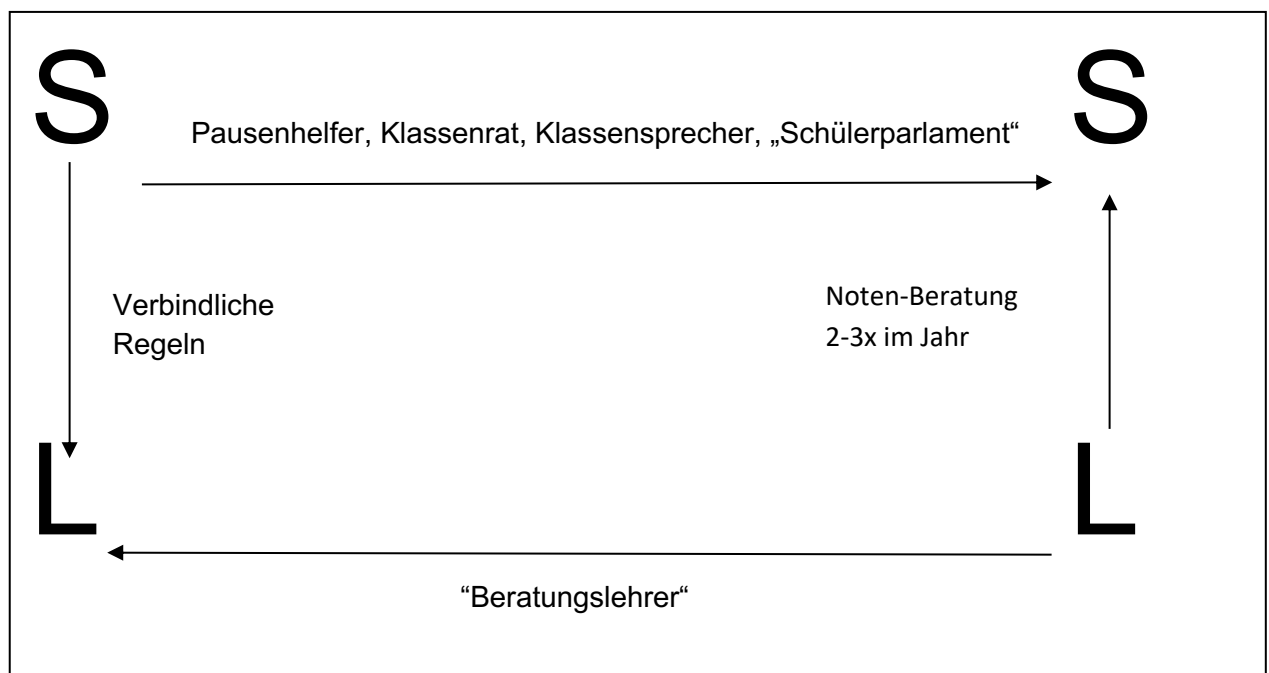 S
S
Pausenhelfer, Klassenrat, Klassensprecher, „Schülerparlament“
Verbindliche
Regeln
Noten-Beratung
2-3x im Jahr
L
L
“Beratungslehrer“